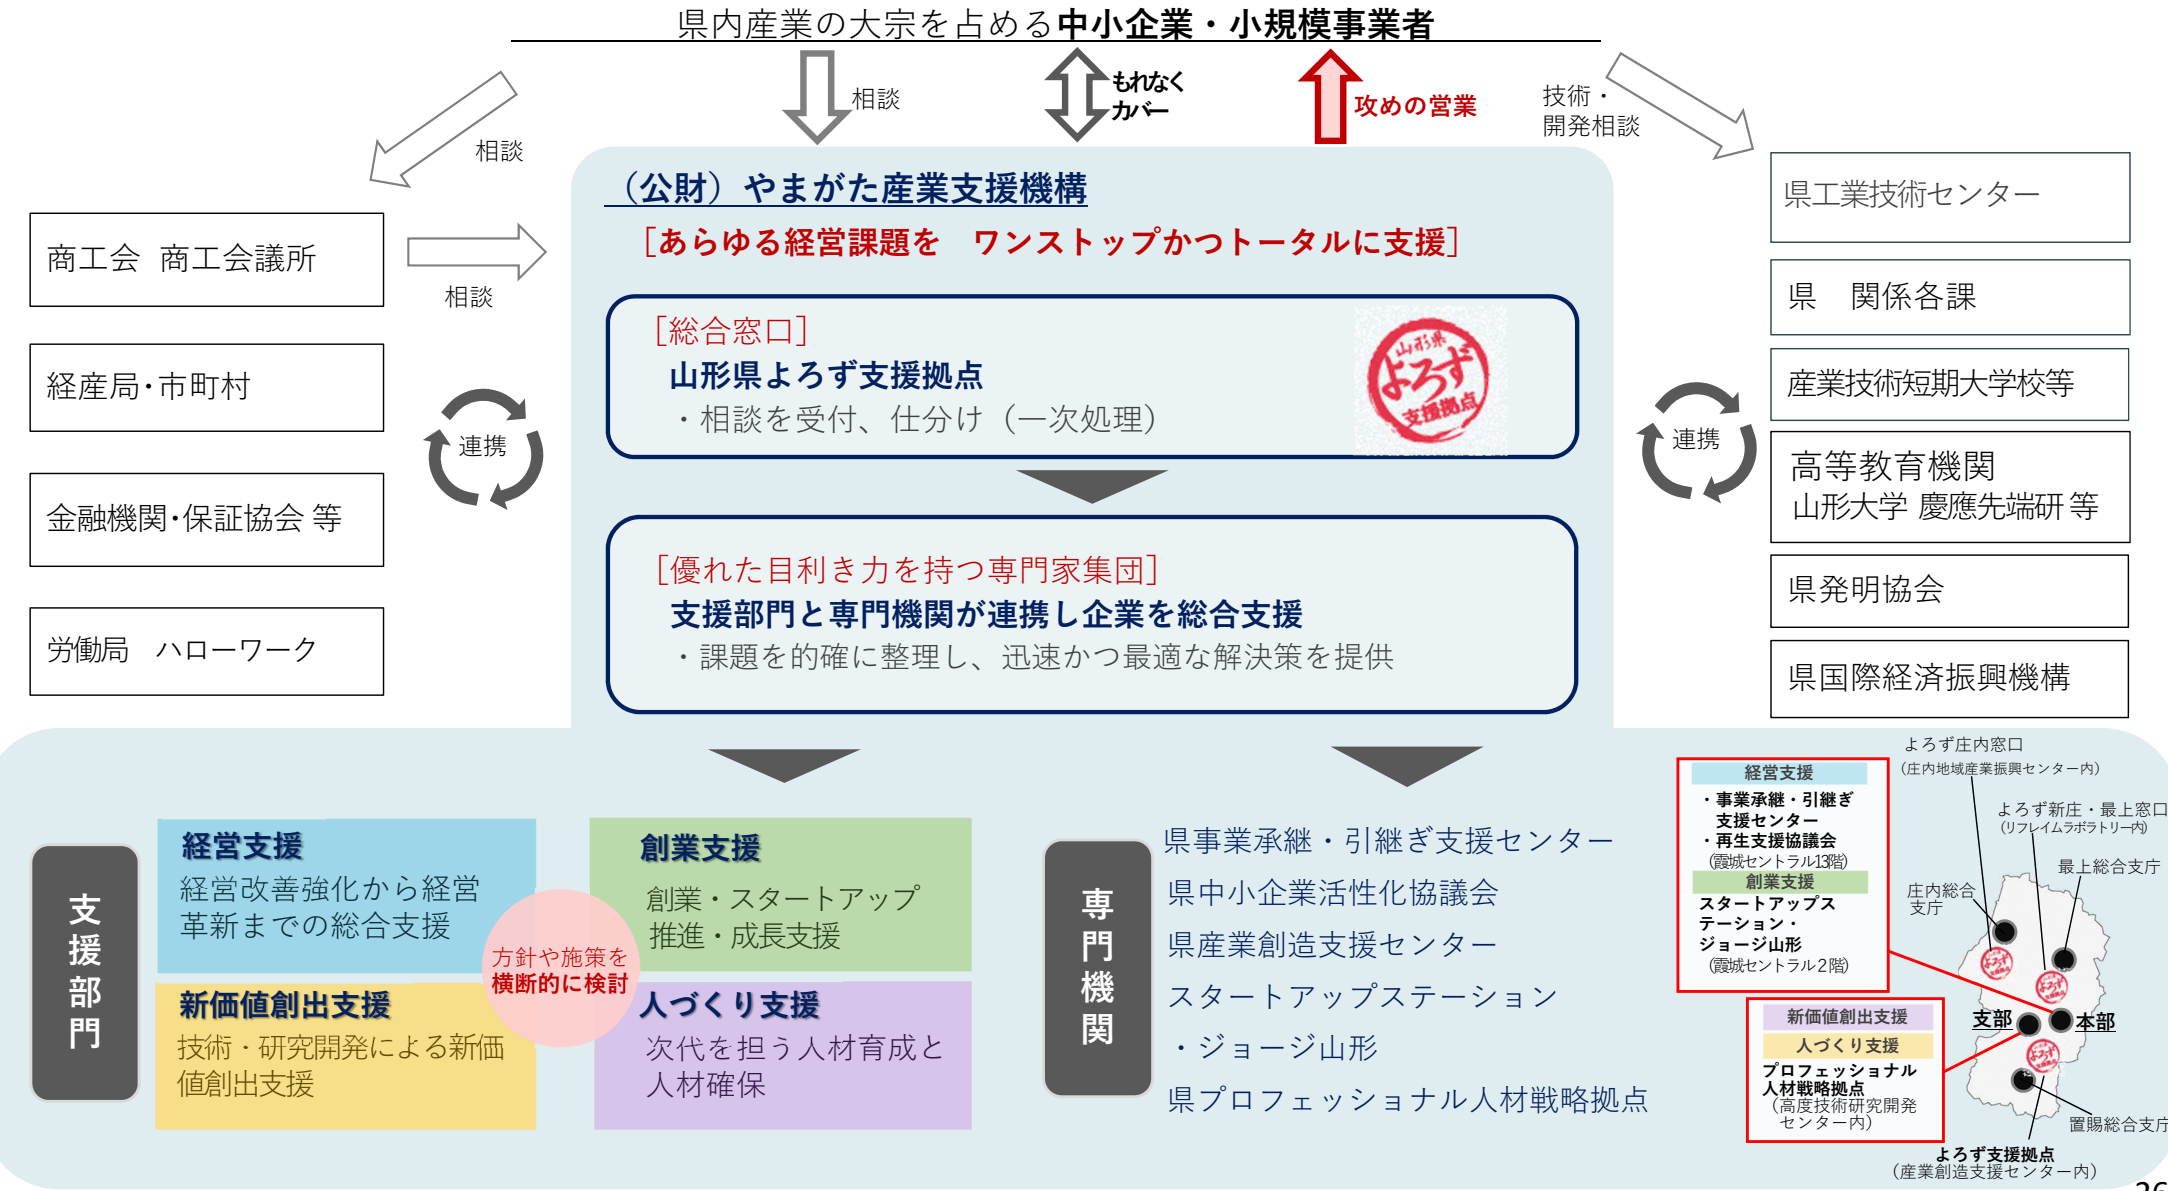 県内産業の大宗を占める中小企業・小規模事業者
相談
もれなく
カバー
攻めの営業
技術・
開発相談
相談
（公財）やまがた産業支援機構
［あらゆる経営課題を　ワンストップかつトータルに支援］
商工会 商工会議所
相談
経産局・市町村
連携
金融機関・保証協会 等
労働局　ハローワーク
［総合窓口］
山形県よろず支援拠点
・相談を受付、仕分け（一次処理）
山形県
よろず
支援拠点
［優れた目利き力を持つ専門家集団］
支援部門と専門機関が連携し企業を総合支援
・課題を的確に整理し、迅速かつ最適な解決策を提供
県工業技術センター
県　関係各課
産業技術短期大学校等
連携
高等教育機関
山形大学 慶應先端研 等
県発明協会
県国際経済振興機構
支援部門
経営支援
経営改善強化から経営
革新までの総合支援
創業支援
創業・スタートアップ
推進・成長支援
方針や施策を
横断的に検討
新価値創出支援
技術・研究開発による新価
値創出支援
人づくり支援
次代を担う人材育成と
人材確保
専門機関
県事業承継・引継ぎ支援センター
県中小企業活性化協議会
県産業創造支援センター
スタートアップステーション
・ジョージ山形
県プロフェッショナル人材戦略拠点
経営支援
・事業承継・引継ぎ
支援センター
・再生支援協議会
（霞城セントラル13階）
創業支援
スタートアップス
テーション・
ジョージ山形
（霞城セントラル２階）
新価値創出支援
人づくり支援
プロフェッショナル
人材戦略拠点
（高度技術研究開発
センター内）
よろず庄内窓口
（庄内地域産業振興センター内）
よろず新庄・最上窓口
（リフレイムラボラトリー内）
最上総合支庁
庄内総合
支庁
支部
本部
置賜総合支庁
よろず支援拠点
（産業創造支援センター内）